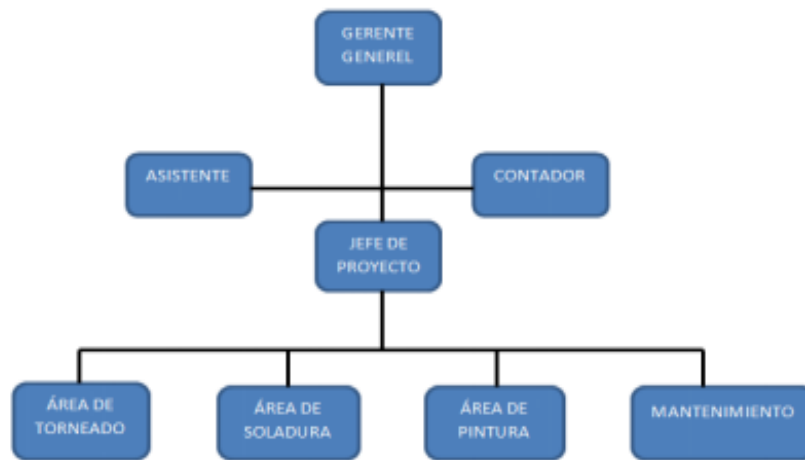 GERENTE
GENEREL
ASISTENTE
CONTADOR
JEFE DE
PROYECTO
ÁREA DE
TORNEADO
ÁREA DE
SOLADURA
ÁREA DE
PINTURA
MANTENIMIENTO